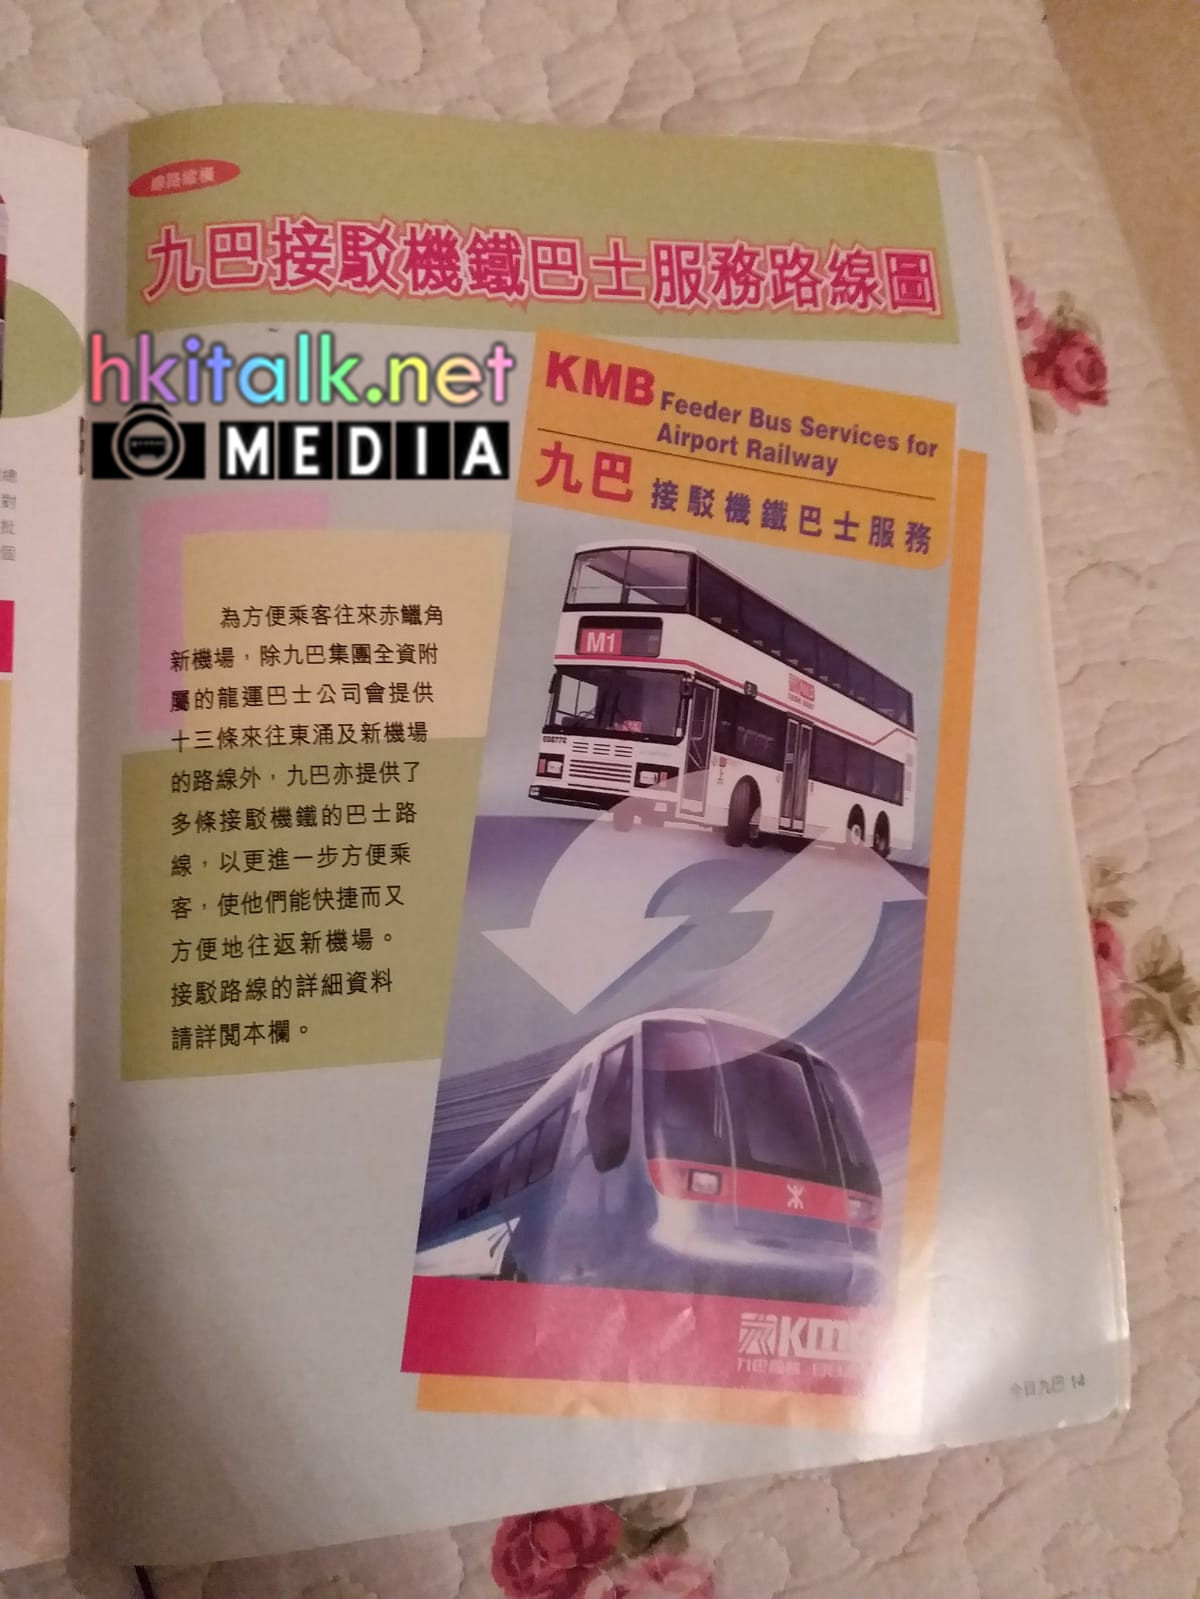 線路縱橫
九巴接駁機鐵巴士服務路線圖
hkitalk.net
MEDIA
KMB Feeder Bus Services for
Airport Railway
九巴 接駁機鐵巴士服務
M1
KMB
上
為方便乘客往來赤鱲角
新機場，除九巴集團全資附
屬的龍運巴士公司會提供
十三條來往東涌及新機場
的路線外，九巴亦提供了
多條接駁機鐵的巴士路
線，以更進一步方便乘
客，使他們能快捷而又
方便地往返新機場。
接駁路線的詳細資料
請詳閱本欄。
今日九巴 14